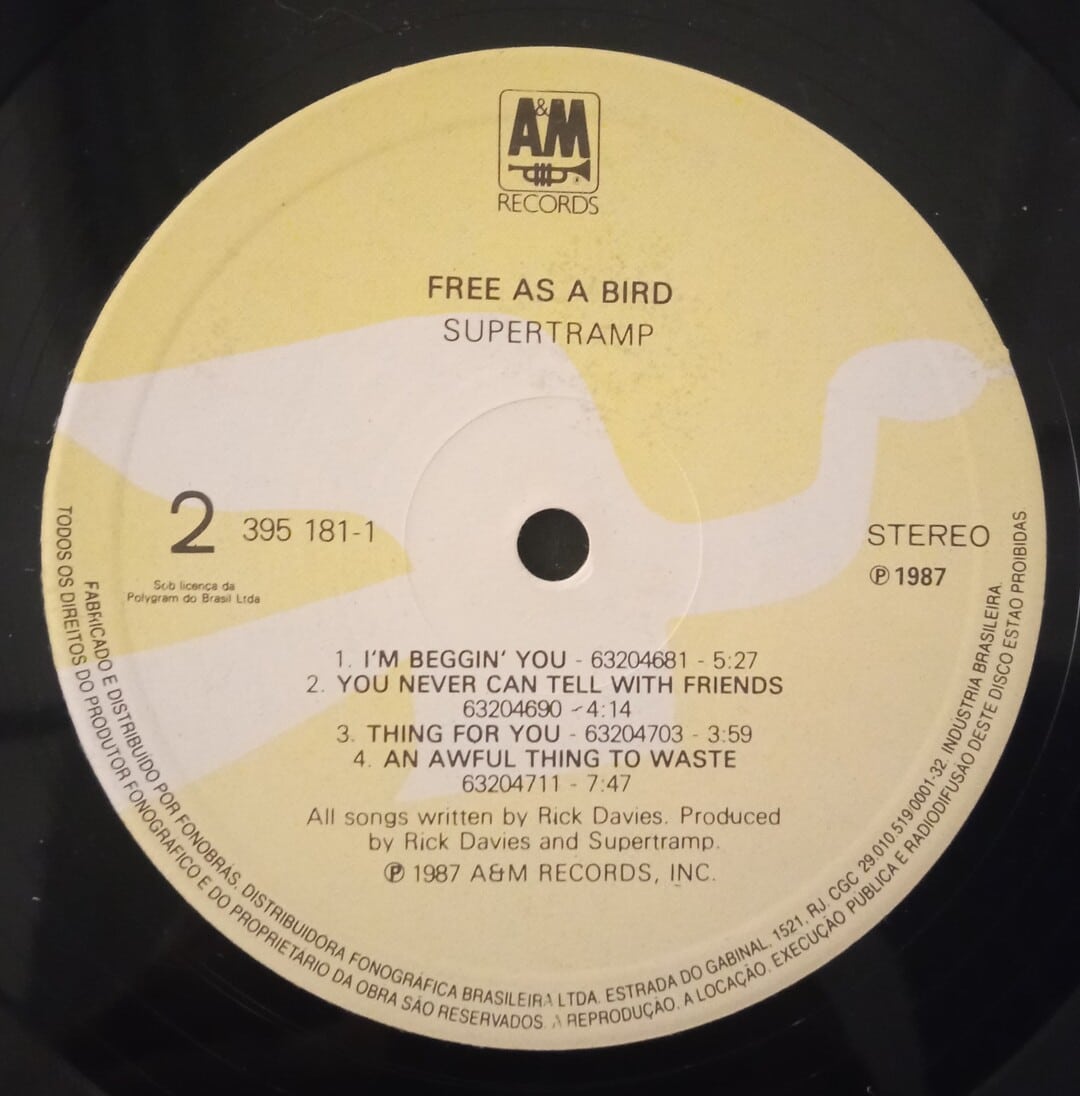 A&M
RECORDS
FREE AS A BIRD
SUPERTRAMP
2 395 181-1
Sob licença da
Polygram do Brasil Ltda
STEREO
℗ 1987
1. I'M BEGGIN' YOU - 63204681 - 5:27
2. YOU NEVER CAN TELL WITH FRIENDS
63204690 - 4:14
3. THING FOR YOU - 63204703 - 3:59
4. AN AWFUL THING TO WASTE
63204711 - 7:47
All songs written by Rick Davies. Produced
by Rick Davies and Supertramp.
℗ 1987 A&M RECORDS, INC.
FABRICADO E DISTRIBUIDO POR FONOBRÁS. DISTRIBUIDORA FONOGRÁFICA BRASILEIRA LTDA. ESTRADA DO GABINAL, 1521. RJ. CGC 29.010.519/0001-32. INDÚSTRIA BRASILEIRA.
TODOS OS DIREITOS DO PRODUTOR FONOGRÁFICO E DO PROPRIETÁRIO DA OBRA SÃO RESERVADOS. A REPRODUÇÃO. A LOCAÇÃO. EXECUÇÃO PÚBLICA E RADIODIFUSÃO DESTE DISCO ESTÃO PROIBIDAS